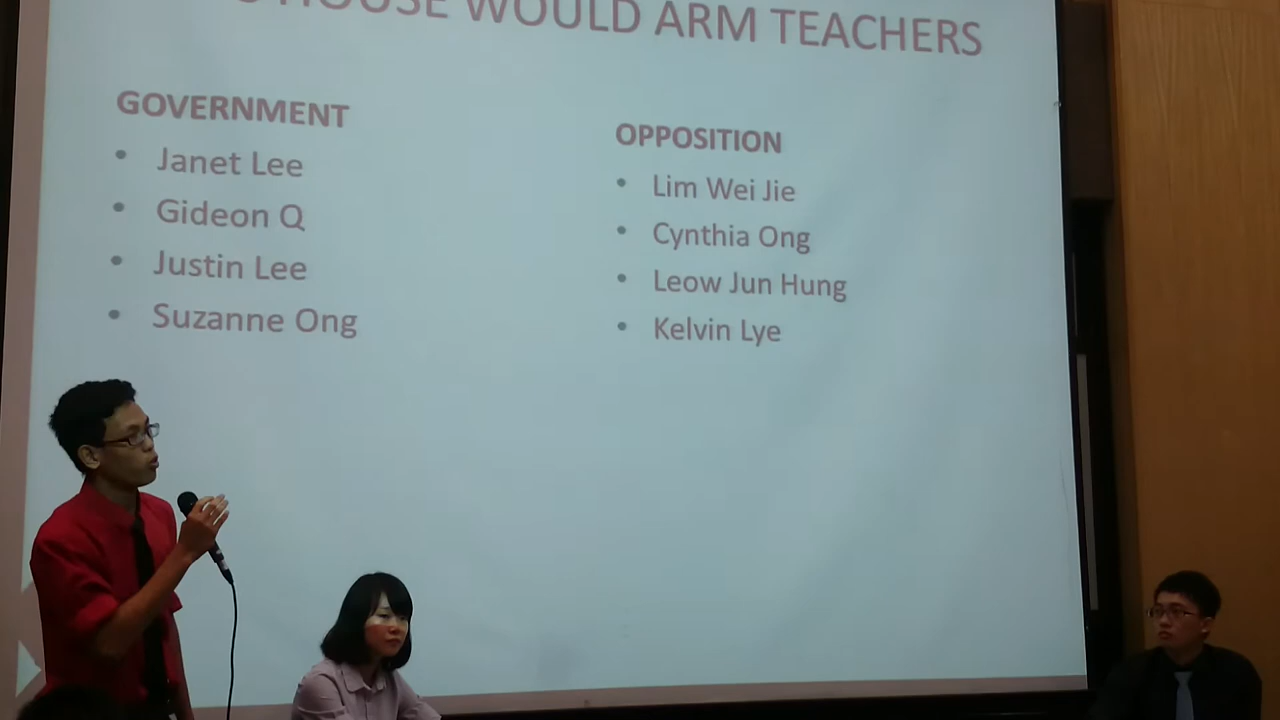 HOUSE WOULD ARM TEACHERS
GOVERNMENT
• Janet Lee
• Gideon Q
• Justin Lee
• Suzanne Ong
OPPOSITION
• Lim Wei Jie
• Cynthia Ong
• Leow Jun Hung
• Kelvin Lye